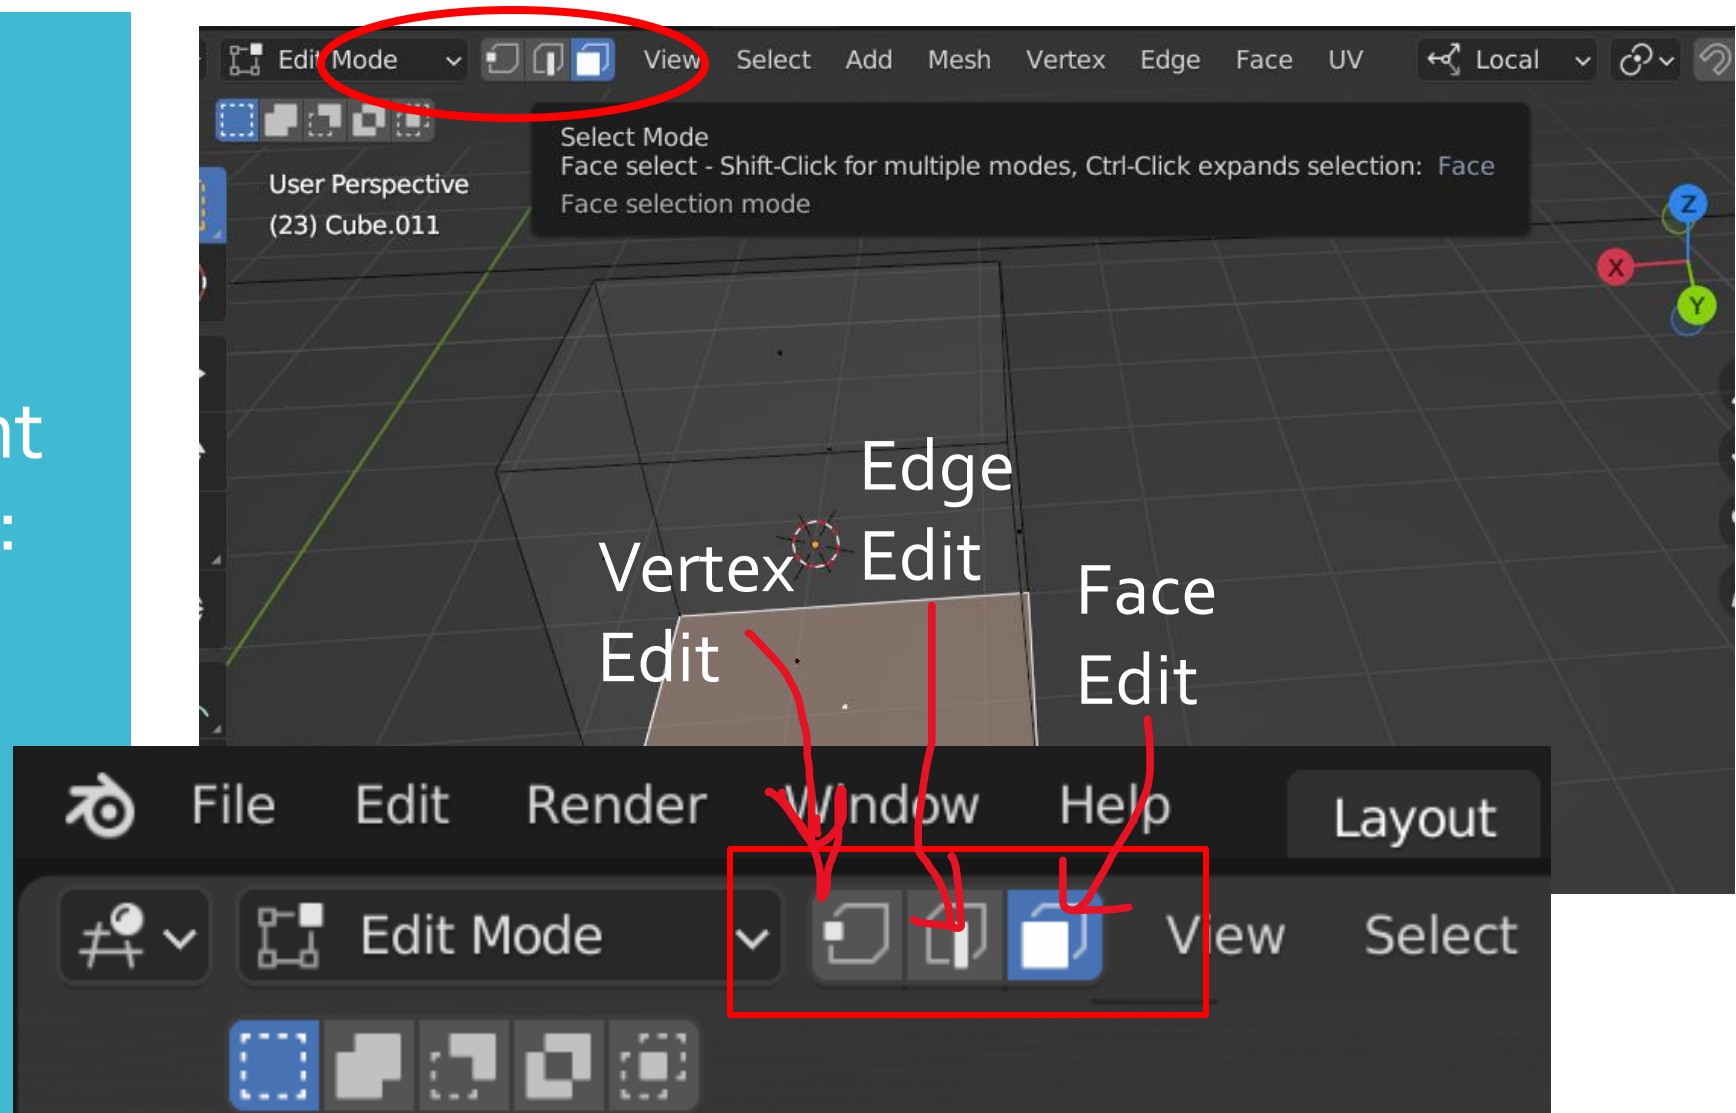 nt
:
Edit Mode View Select Add Mesh Vertex Edge Face UV Local
Select Mode
Face select - Shift-Click for multiple modes, Ctrl-Click expands selection: Face
Face selection mode
User Perspective
(23) Cube.011
Z
X
Y
Edge
Edit
Vertex
Edit
Face
Edit
File Edit Render Window Help Layout
Edit Mode View Select